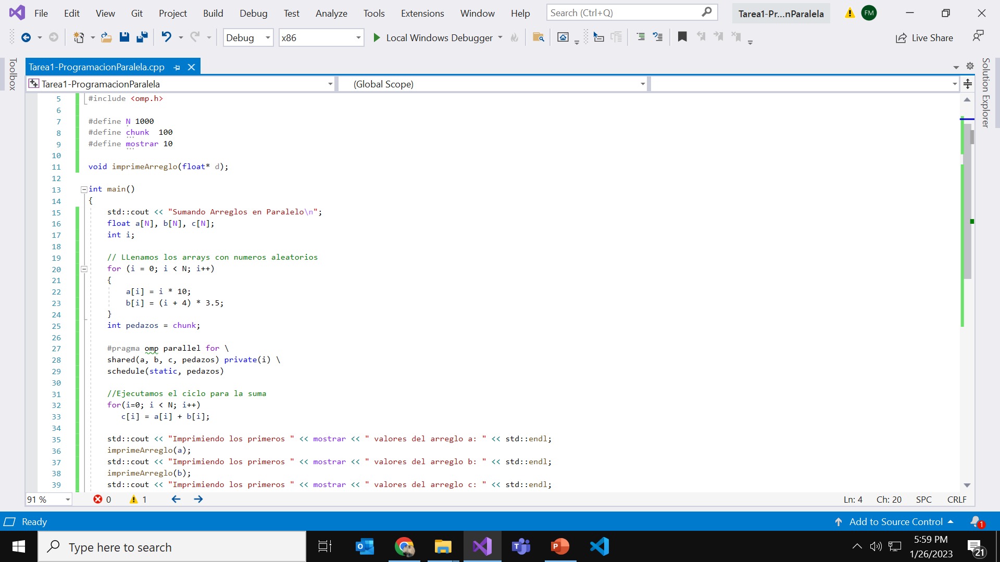 File Edit View Git Project Build Debug Test Analyze Tools Extensions Window Help Search (Ctrl+Q) Tarea1-Pr...nParalela FM
Debug x86 Local Windows Debugger Live Share
Toolbox
Tarea1-ProgramacionParalela.cpp
Solution Explorer
Tarea1-ProgramacionParalela (Global Scope)
5 #include <omp.h>
6
7 #define N 1000
8 #define chunk  100
9 #define mostrar 10
10
11 void imprimeArreglo(float* d);
12
13 int main()
14 {
15     std::cout << "Sumando Arreglos en Paralelo\n";
16     float a[N], b[N], c[N];
17     int i;
18
19     // LLenamos los arrays con numeros aleatorios
20     for (i = 0; i < N; i++)
21     {
22         a[i] = i * 10;
23         b[i] = (i + 4) * 3.5;
24     }
25     int pedazos = chunk;
26
27     #pragma omp parallel for \
28     shared(a, b, c, pedazos) private(i) \
29     schedule(static, pedazos)
30
31     //Ejecutamos el ciclo para la suma
32     for(i=0; i < N; i++)
33        c[i] = a[i] + b[i];
34
35     std::cout << "Imprimiendo los primeros " << mostrar << " valores del arreglo a: " << std::endl;
36     imprimeArreglo(a);
37     std::cout << "Imprimiendo los primeros " << mostrar << " valores del arreglo b: " << std::endl;
38     imprimeArreglo(b);
39     std::cout << "Imprimiendo los primeros " << mostrar << " valores del arreglo c: " << std::endl;
91 % 0 1 Ln: 4 Ch: 20 SPC CRLF
Ready Add to Source Control 1
Type here to search
5:59 PM
1/26/2023
21